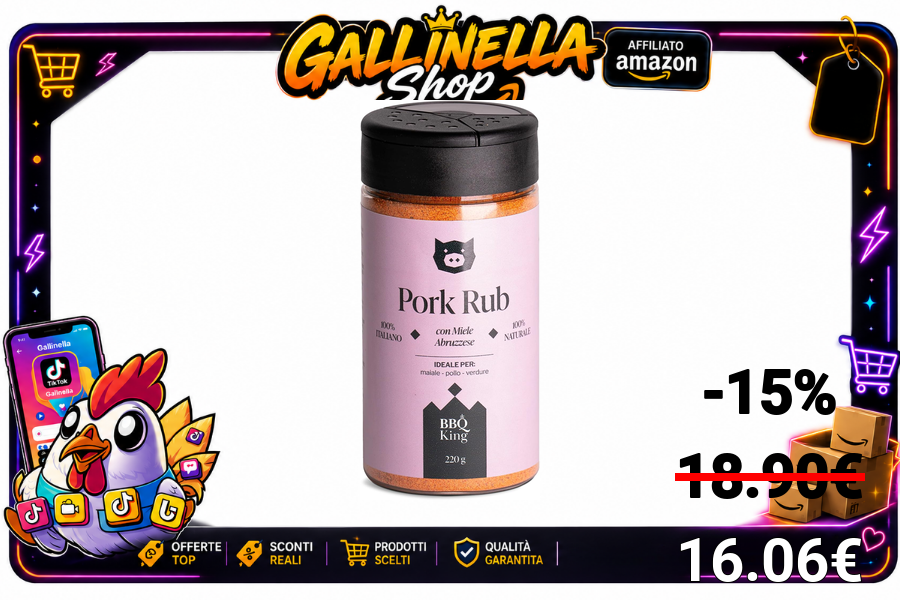 GALLINELLA
Shop
AFFILIATO
amazon
Pork Rub
100%
ITALIANO
con Miele
Abruzzese
100%
NATURALE
IDEALE PER:
maiale - pollo - verdure
BBQ
King
220 g
Gallinella
TikTok
Gallinella
-15%
18.90€
16.06€
OFFERTE
TOP
SCONTI
REALI
PRODOTTI
SCELTI
QUALITÀ
GARANTITA